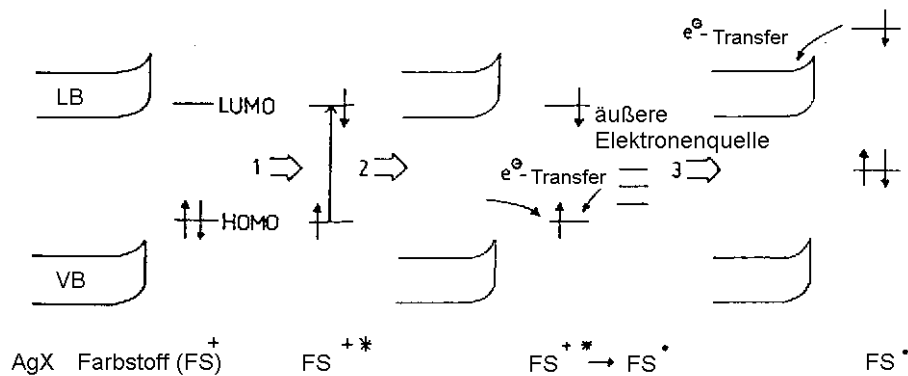 e⊖- Transfer
LB
LUMO
äußere
Elektronenquelle
1
2
e⊖- Transfer
3
HOMO
VB
AgX Farbstoff (FS)+ FS+* FS+* → FS• FS•